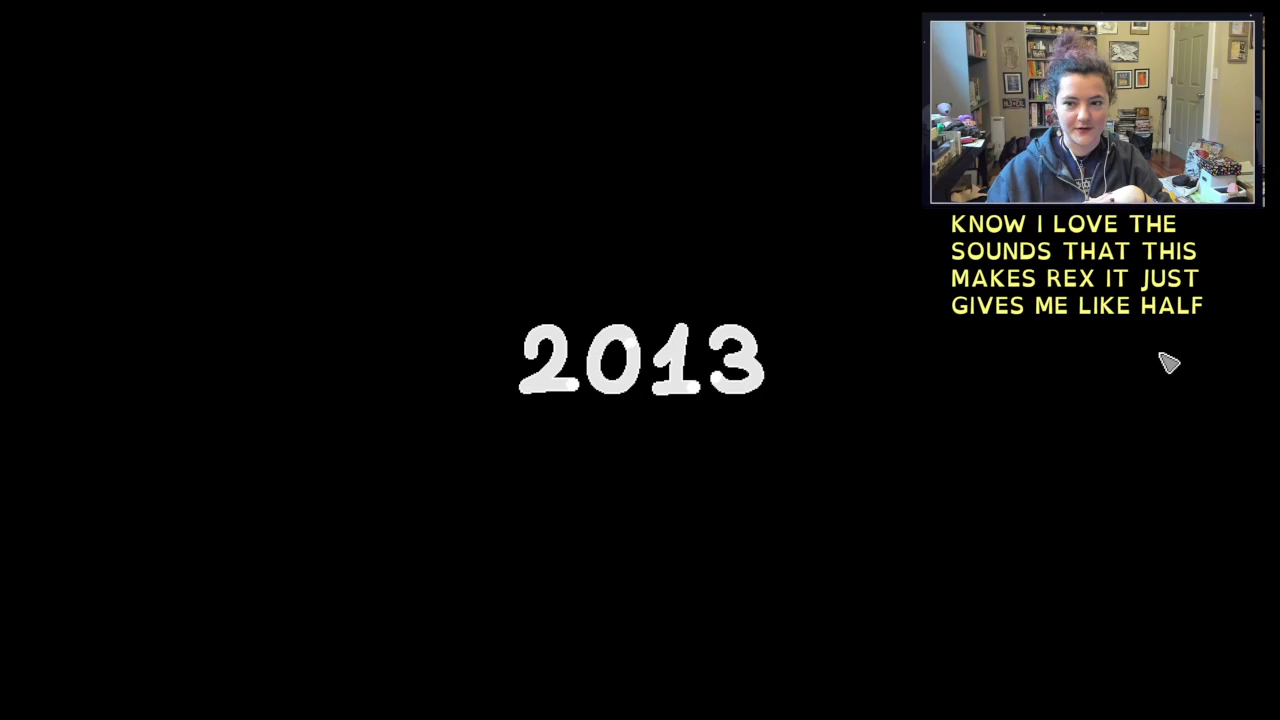 KNOW I LOVE THE
SOUNDS THAT THIS
MAKES REX IT JUST
GIVES ME LIKE HALF
2013